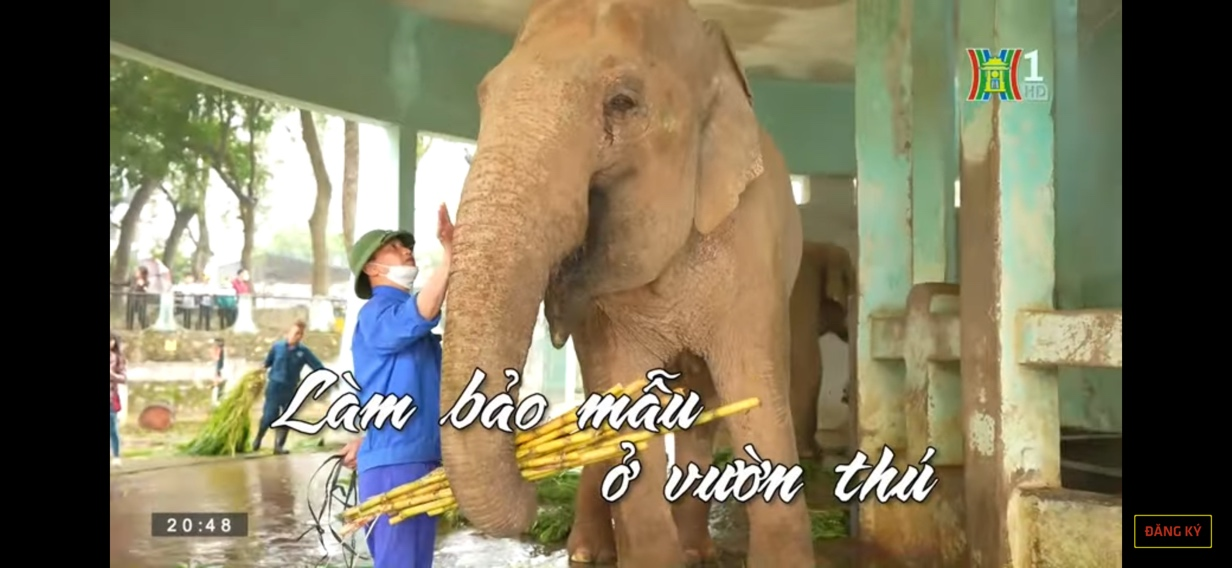 1
HD
Làm bảo mẫu
ở vườn thú
20:48
ĐĂNG KÝ